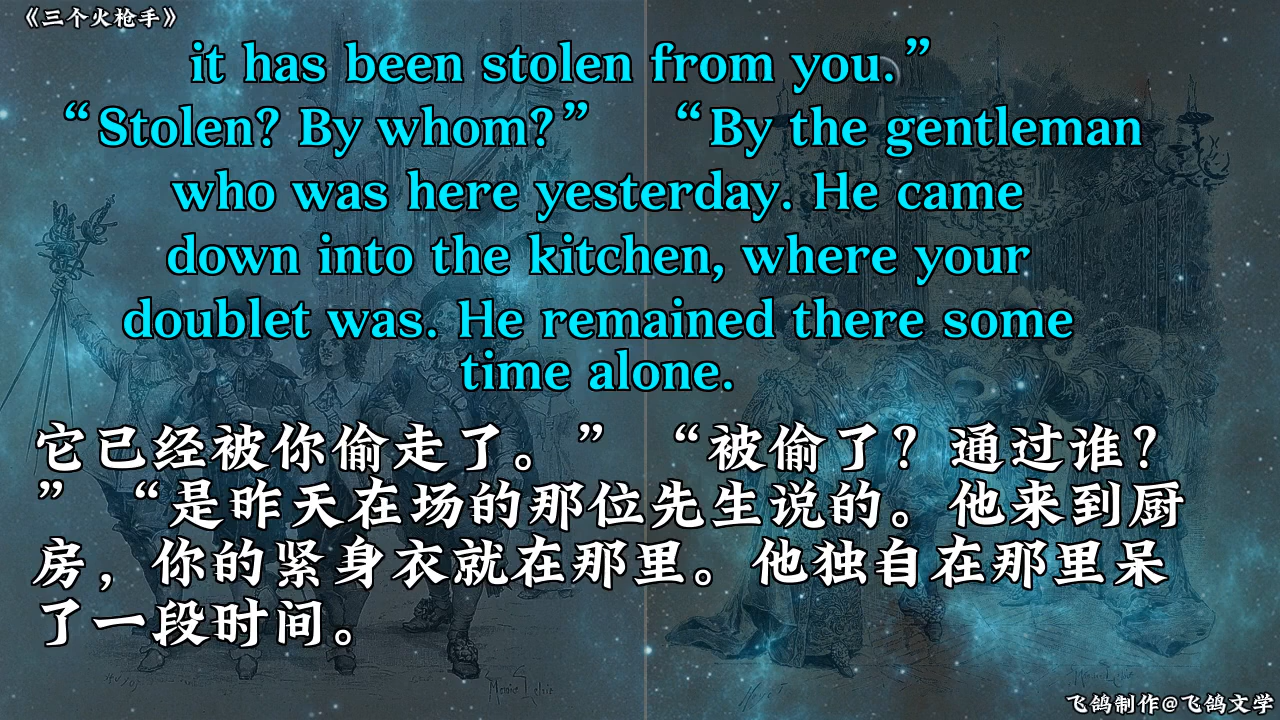 《三个火枪手》
it has been stolen from you.”
“Stolen? By whom?” “By the gentleman
who was here yesterday. He came
down into the kitchen, where your
doublet was. He remained there some
time alone.
它已经被你偷走了。” “被偷了？通过谁？
” “是昨天在场的那位先生说的。他来到厨
房，你的紧身衣就在那里。他独自在那里呆
了一段时间。
飞鸽制作@飞鸽文学